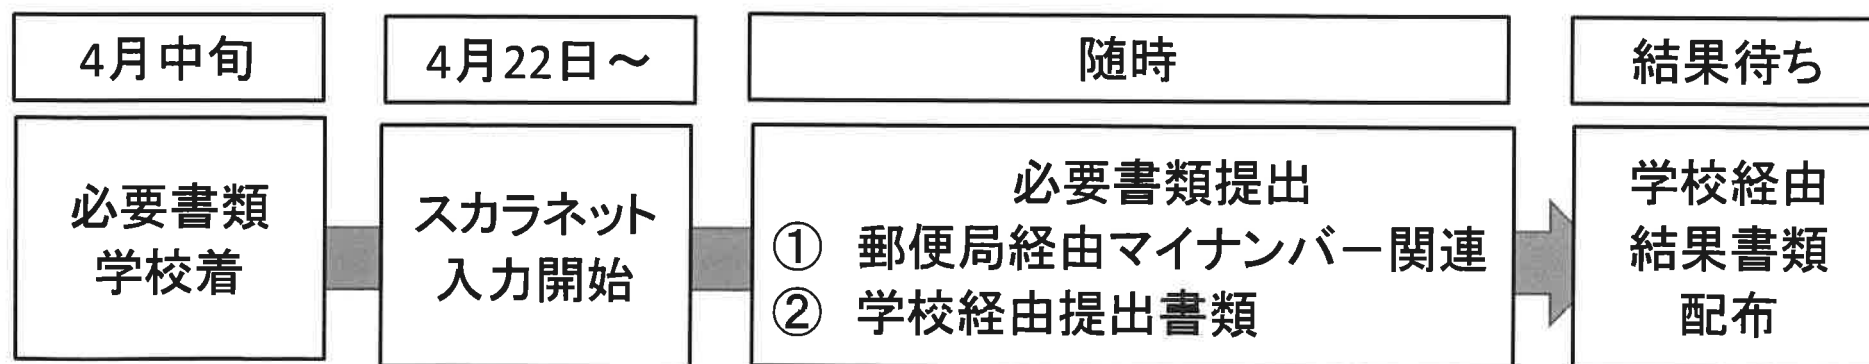 4月中旬
4月22日～
随時
結果待ち
必要書類
学校着
スカラネット
入力開始
必要書類提出
① 郵便局経由マイナンバー関連
② 学校経由提出書類
学校経由
結果書類
配布